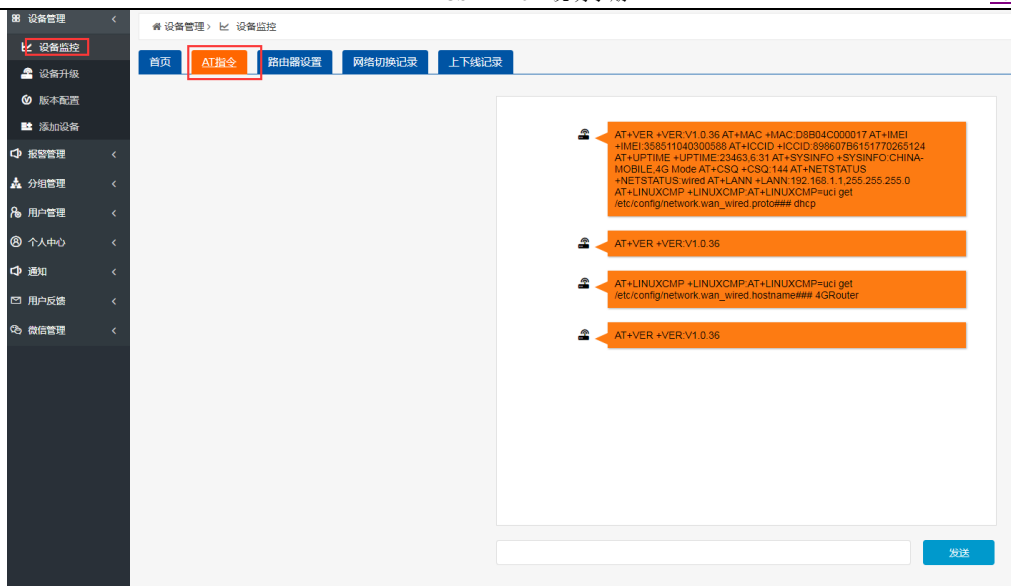 设备管理
设备监控
设备升级
版本配置
添加设备
报警管理
分组管理
用户管理
个人中心
通知
用户反馈
微信管理
设备管理> 设备监控
首页 AT指令 路由器设置 网络切换记录 上下线记录
AT+VER +VER:V1.0.36 AT+MAC +MAC:D8B04C000017 AT+IMEI
+IMEI:358511040300588 AT+ICCID +ICCID:898607B6151770265124
AT+UPTIME +UPTIME:23463,6:31 AT+SYSINFO +SYSINFO:CHINA-
MOBILE,4G Mode AT+CSQ +CSQ:144 AT+NETSTATUS
+NETSTATUS:wired AT+LANN +LANN:192.168.1.1,255.255.255.0
AT+LINUXCMP +LINUXCMP:AT+LINUXCMP=uci get
/etc/config/network.wan_wired.proto### dhcp
AT+VER +VER:V1.0.36
AT+LINUXCMP +LINUXCMP:AT+LINUXCMP=uci get
/etc/config/network.wan_wired.hostname### 4GRouter
AT+VER +VER:V1.0.36
发送